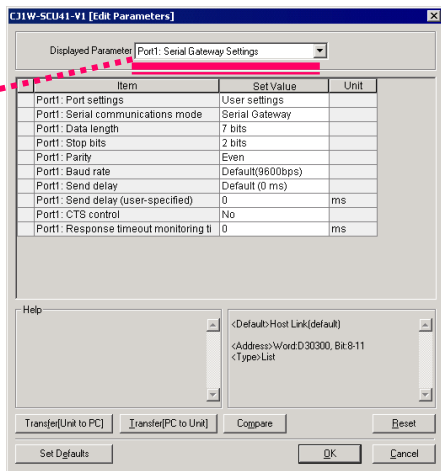 CJ1W-SCU41-V1 [Edit Parameters]
Displayed Parameter Port1: Serial Gateway Settings
Item Set Value Unit
Port1: Port settings User settings
Port1: Serial communications mode Serial Gateway
Port1: Data length 7 bits
Port1: Stop bits 2 bits
Port1: Parity Even
Port1: Baud rate Default(9600bps)
Port1: Send delay Default (0 ms)
Port1: Send delay (user-specified) 0 ms
Port1: CTS control No
Port1: Response timeout monitoring ti 0 ms
Help
<Default>Host Link(default)
<Address>Word:D30300, Bit:8-11
<Type>List
Transfer[Unit to PC] Transfer[PC to Unit] Compare Reset
Set Defaults OK Cancel